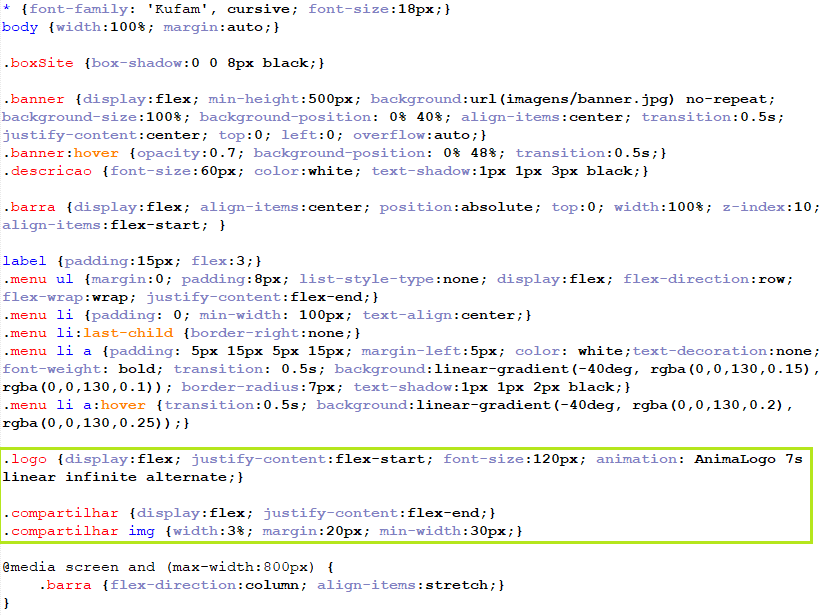 * {font-family: 'Kufam', cursive; font-size:18px;}
body {width:100%; margin:auto;}
.boxSite {box-shadow:0 0 8px black;}
.banner {display:flex; min-height:500px; background:url(imagens/banner.jpg) no-repeat;
background-size:100%; background-position: 0% 40%; align-items:center; transition:0.5s;
justify-content:center; top:0; left:0; overflow:auto;}
.banner:hover {opacity:0.7; background-position: 0% 48%; transition:0.5s;}
.descricao {font-size:60px; color:white; text-shadow:1px 1px 3px black;}
.barra {display:flex; align-items:center; position:absolute; top:0; width:100%; z-index:10;
align-items:flex-start; }
label {padding:15px; flex:3;}
.menu ul {margin:0; padding:8px; list-style-type:none; display:flex; flex-direction:row;
flex-wrap:wrap; justify-content:flex-end;}
.menu li {padding: 0; min-width: 100px; text-align:center;}
.menu li:last-child {border-right:none;}
.menu li a {padding: 5px 15px 5px 15px; margin-left:5px; color: white;text-decoration:none;
font-weight: bold; transition: 0.5s; background:linear-gradient(-40deg, rgba(0,0,130,0.15),
rgba(0,0,130,0.1)); border-radius:7px; text-shadow:1px 1px 2px black;}
.menu li a:hover {transition:0.5s; background:linear-gradient(-40deg, rgba(0,0,130,0.2),
rgba(0,0,130,0.25));}
.logo {display:flex; justify-content:flex-start; font-size:120px; animation: AnimaLogo 7s
linear infinite alternate;}
.compartilhar {display:flex; justify-content:flex-end;}
.compartilhar img {width:3%; margin:20px; min-width:30px;}
@media screen and (max-width:800px) {
.barra {flex-direction:column; align-items:stretch;}
}